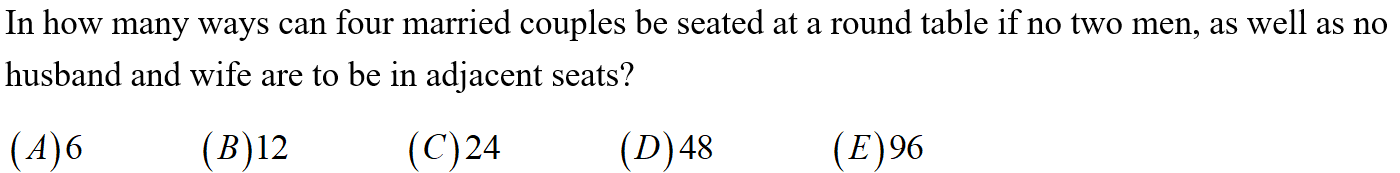 In how many ways can four married couples be seated at a round table if no two men, as well as no
husband and wife are to be in adjacent seats?
(A)6 (B)12 (C)24 (D)48 (E)96